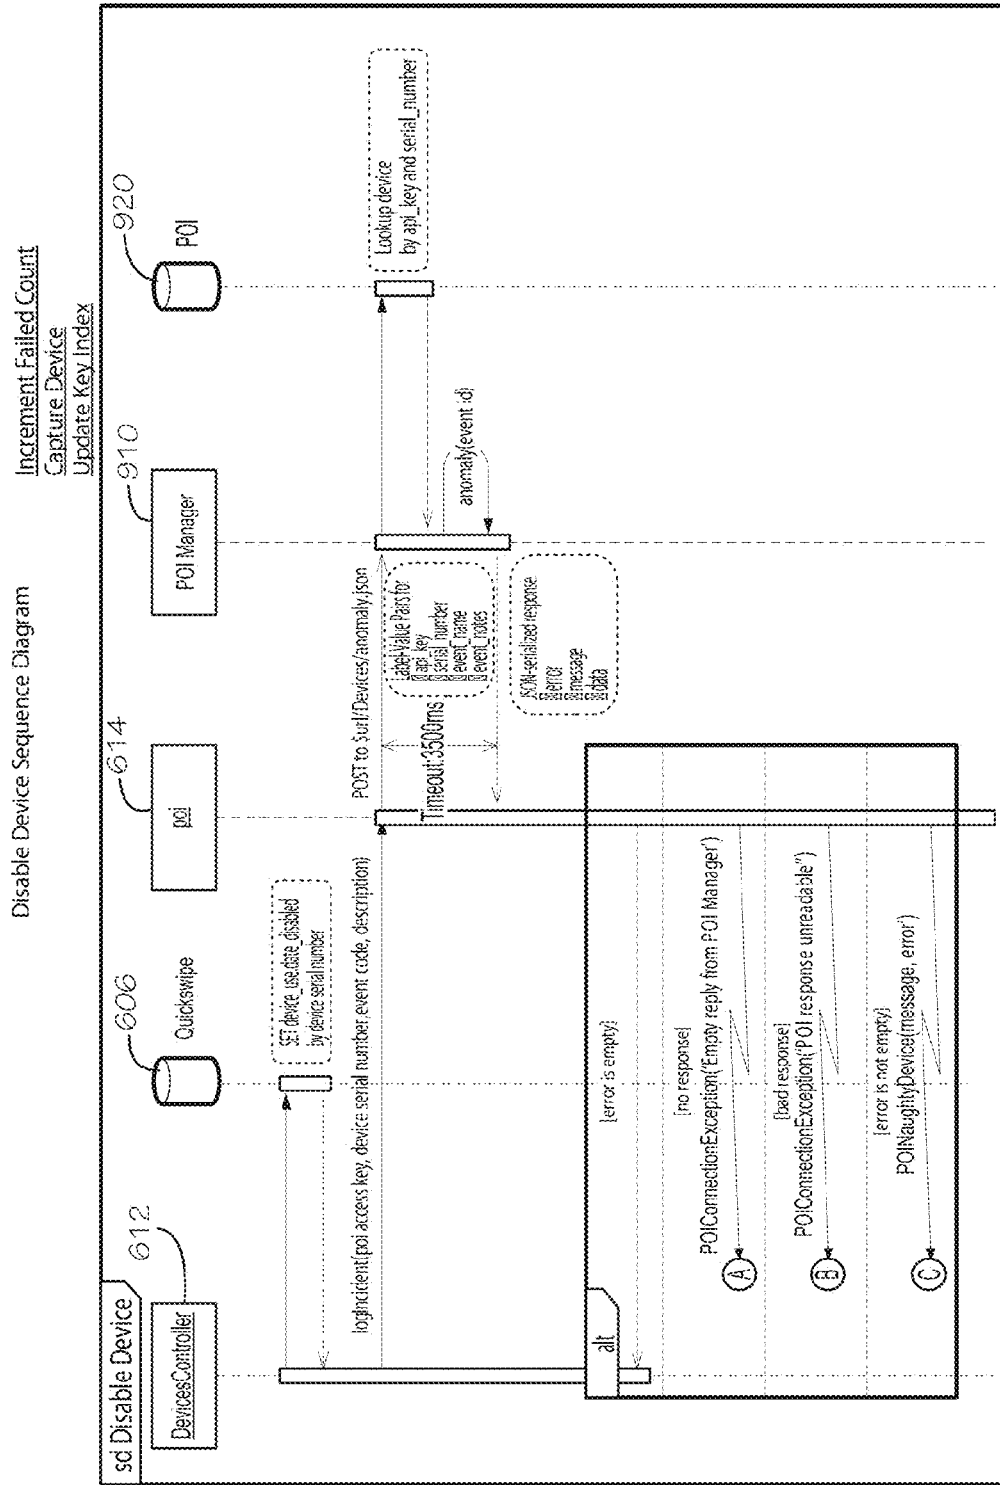 Disable Device Sequence Diagram
Increment Failed Count
Capture Device
Update Key Index
sd Disable Device
612
606
614
910
920
DevicesController
Quickswipe
poi
POI Manager
POI
SET device_use.date_disabled
by device serial number
logIncident(poi access key, device serial number, event code, description)
POST to $url/Devices/anomaly.json
Lookup device
by api_key and serial_number
Label-Value Pairs for
api_key
serial_number
event_name
event_notes
Timeout:3500ms
anomaly(event id)
JSON-serialized response
error
message
data
alt
[error is empty]
[no response]
POIConnectionException('Empty reply from POI Manager')
A
[bad response]
POIConnectionException('POI response unreadable")
B
[error is not empty]
POINaughtyDevice(message, error')
C